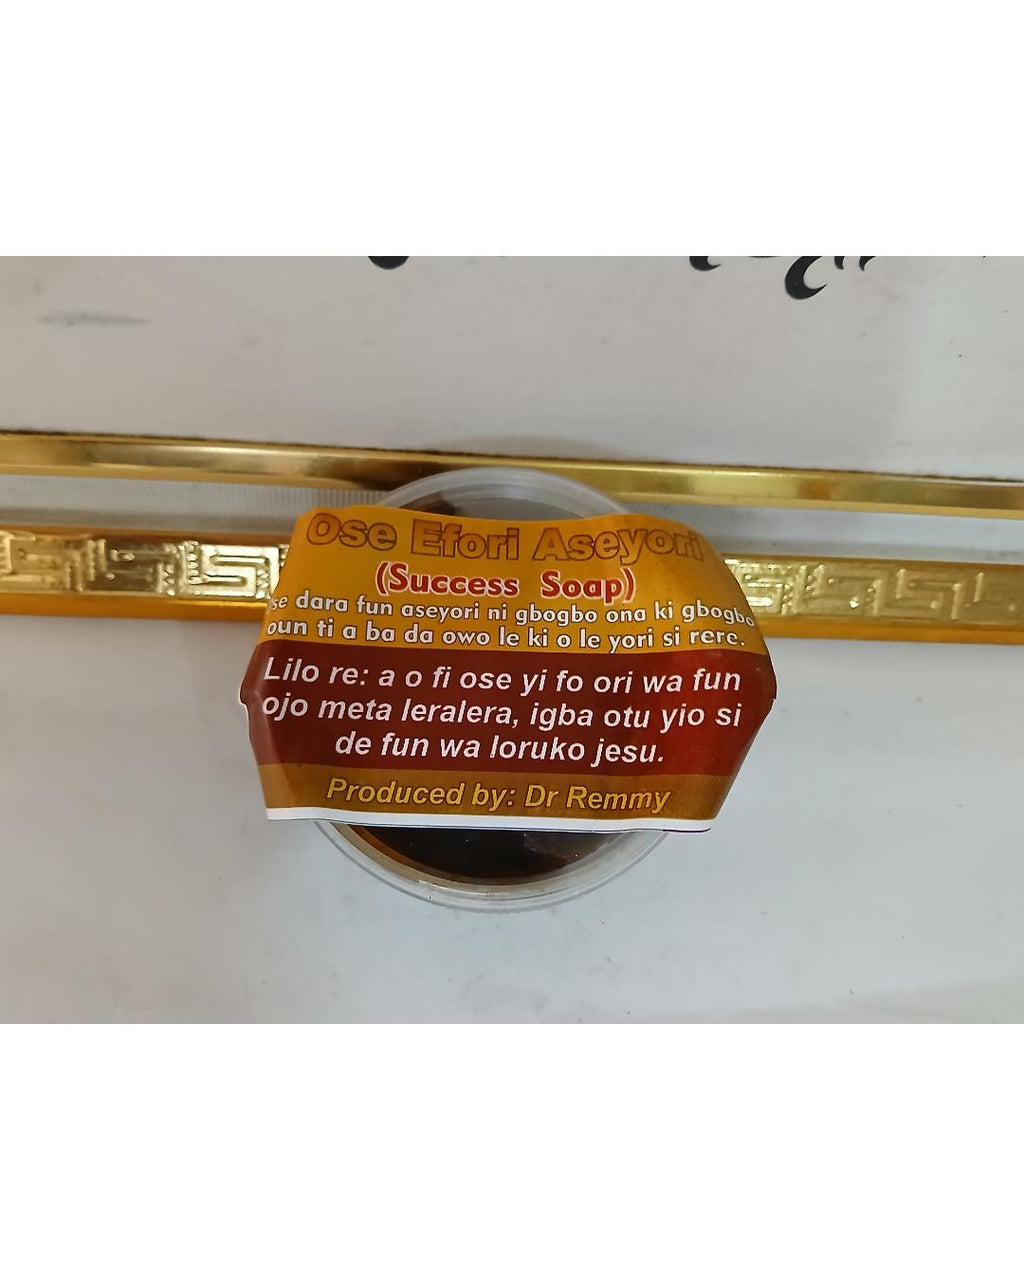 Ose Efori Aseyori
(Success Soap)
se dara fun aseyori ni gbogbo ona ki gbogbo
oun ti a ba da owo le ki o le yori si rere.
Lilo re: a o fi ose yi fo ori wa fun
ojo meta leralera, igba otu yio si
de fun wa loruko jesu.
Produced by: Dr Remmy